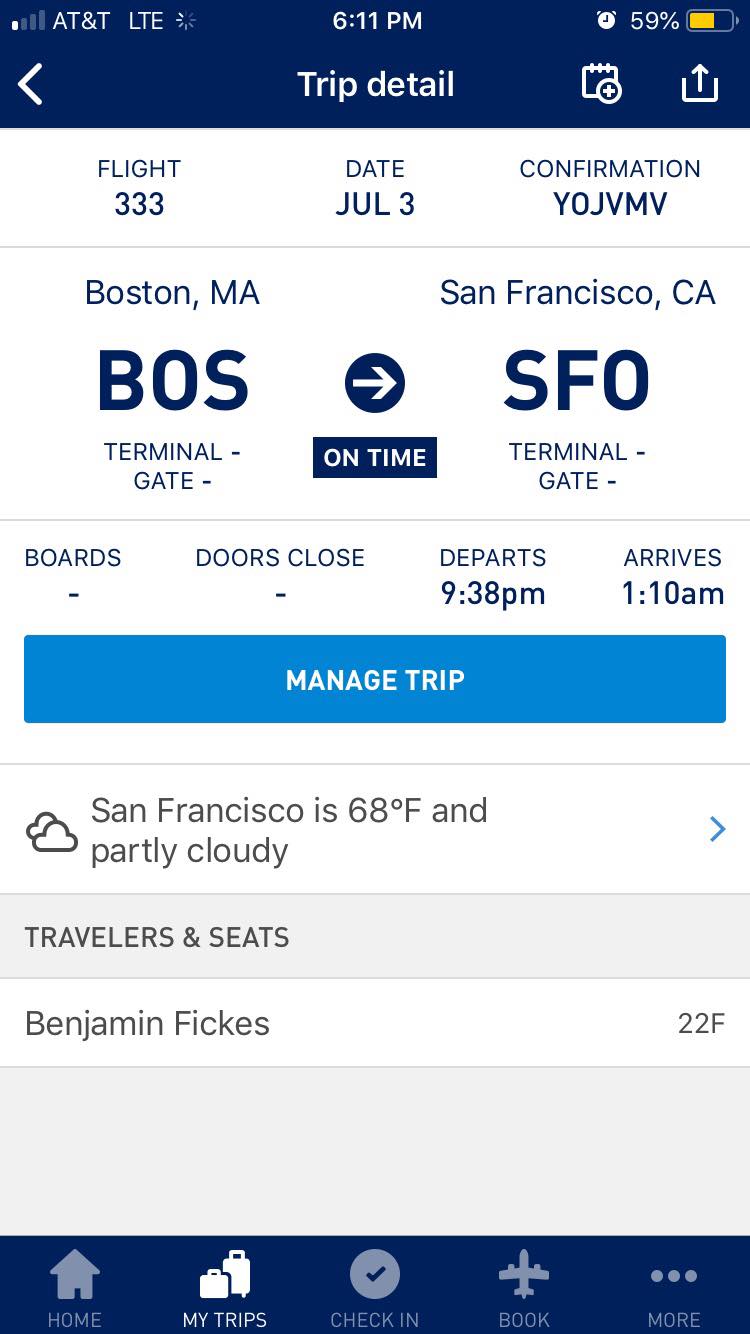 AT&T LTE 6:11 PM 59%
Trip detail
FLIGHT DATE CONFIRMATION
333 JUL 3 YOJVMV
Boston, MA San Francisco, CA
BOS SFO
TERMINAL - ON TIME TERMINAL -
GATE - GATE -
BOARDS DOORS CLOSE DEPARTS ARRIVES
- - 9:38pm 1:10am
MANAGE TRIP
San Francisco is 68°F and
partly cloudy
TRAVELERS & SEATS
Benjamin Fickes 22F
HOME MY TRIPS CHECK IN BOOK MORE